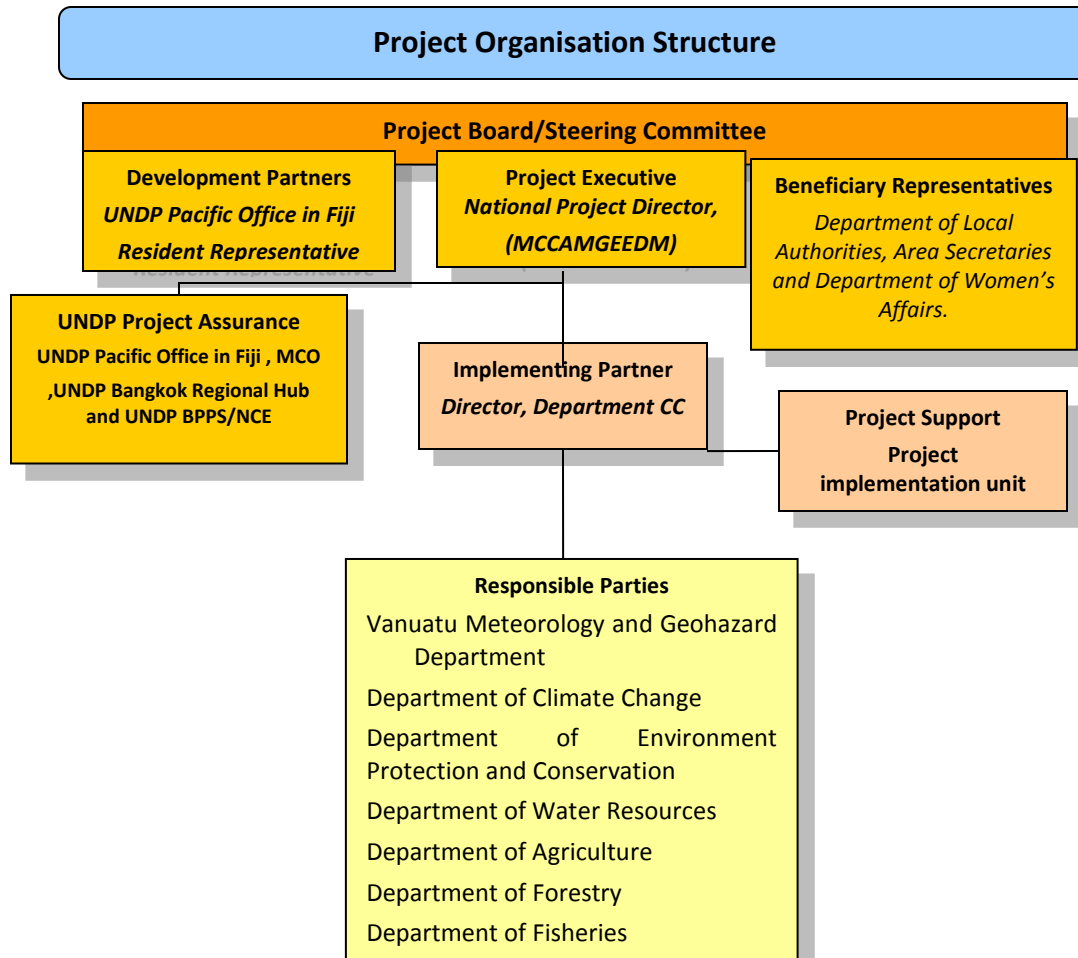 Project Organisation Structure
Project Board/Steering Committee
Development Partners
UNDP Pacific Office in Fiji
Resident Representative
Project Executive
National Project Director,
(MCCAMGEEDM)
Beneficiary Representatives
Department of Local
Authorities, Area Secretaries
and Department of Women's
Affairs.
UNDP Project Assurance
UNDP Pacific Office in Fiji , MCO
,UNDP Bangkok Regional Hub
and UNDP BPPS/NCE
Implementing Partner
Director, Department CC
Project Support
Project
implementation unit
Responsible Parties
Vanuatu Meteorology and Geohazard
Department
Department of Climate Change
Department of Environment
Protection and Conservation
Department of Water Resources
Department of Agriculture
Department of Forestry
Department of Fisheries